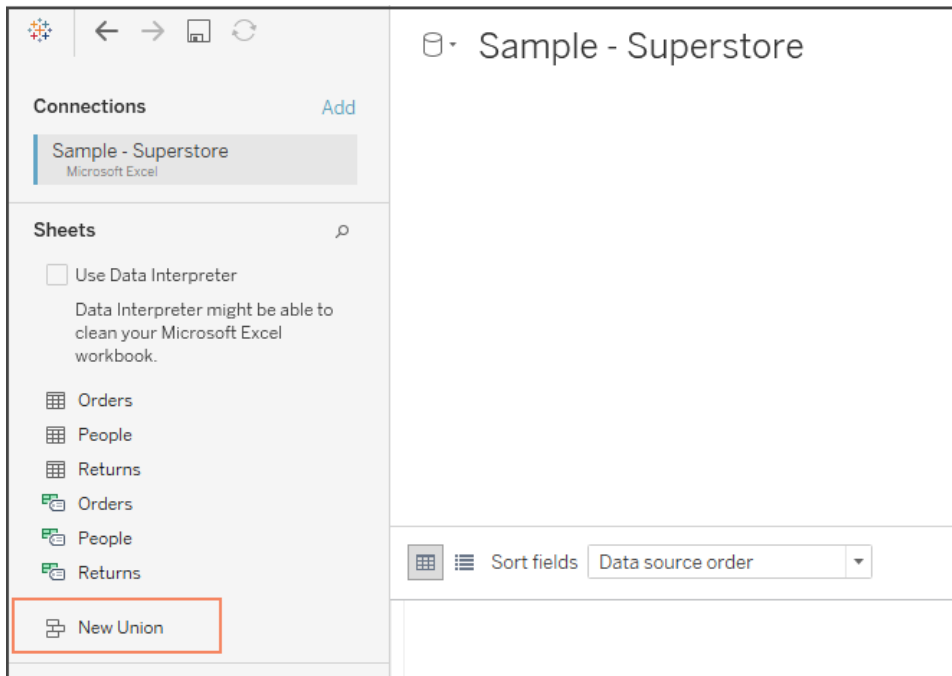 Sample - Superstore
Connections
Add
Sample - Superstore
Microsoft Excel
Sheets
Use Data Interpreter
Data Interpreter might be able to
clean your Microsoft Excel
workbook.
Orders
People
Returns
Orders
People
Returns
New Union
Sort fields
Data source order